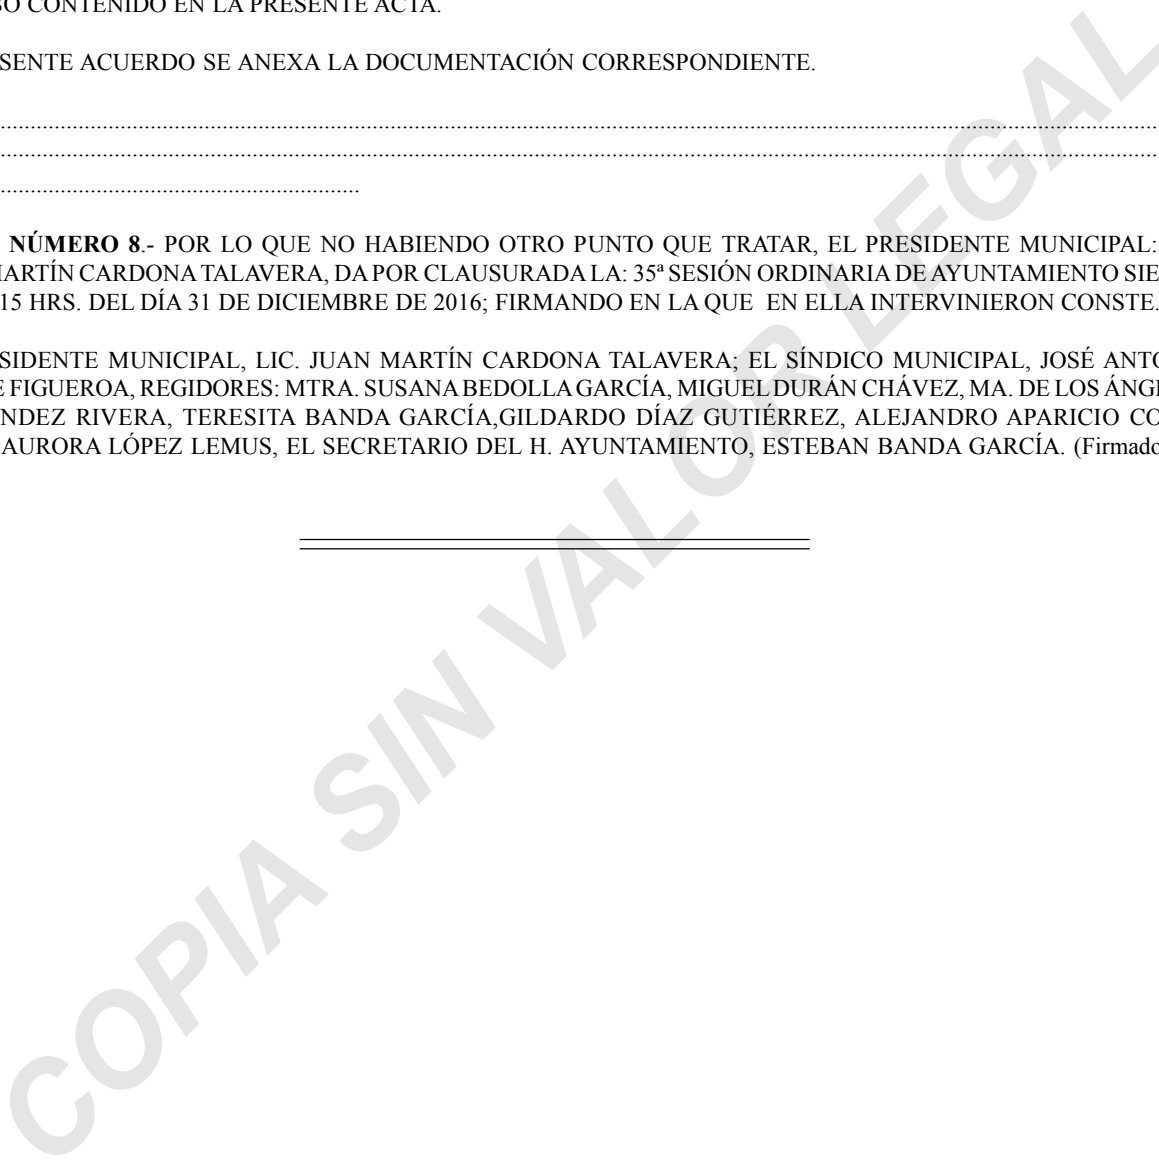 SO CONTENIDO EN LA PRESENTE ACTA.
SENTE ACUERDO SE ANEXA LA DOCUMENTACIÓN CORRESPONDIENTE.
..........................................................................................................................................................................................................
..........................................................................................................................................................................................................
............................................................
NÚMERO 8.- POR LO QUE NO HABIENDO OTRO PUNTO QUE TRATAR, EL PRESIDENTE MUNICIPAL:
MARTÍN CARDONA TALAVERA, DA POR CLAUSURADA LA: 35ª SESIÓN ORDINARIA DE AYUNTAMIENTO SIE
15 HRS. DEL DÍA 31 DE DICIEMBRE DE 2016; FIRMANDO EN LA QUE EN ELLA INTERVINIERON CONSTE.
SIDENTE MUNICIPAL, LIC. JUAN MARTÍN CARDONA TALAVERA; EL SÍNDICO MUNICIPAL, JOSÉ ANTO
E FIGUEROA, REGIDORES: MTRA. SUSANA BEDOLLA GARCÍA, MIGUEL DURÁN CHÁVEZ, MA. DE LOS ÁNG
NDEZ RIVERA, TERESITA BANDA GARCÍA,GILDARDO DÍAZ GUTIÉRREZ, ALEJANDRO APARICIO CO
AURORA LÓPEZ LEMUS, EL SECRETARIO DEL H. AYUNTAMIENTO, ESTEBAN BANDA GARCÍA. (Firmado
COPIA SIN VALOR LEGAL